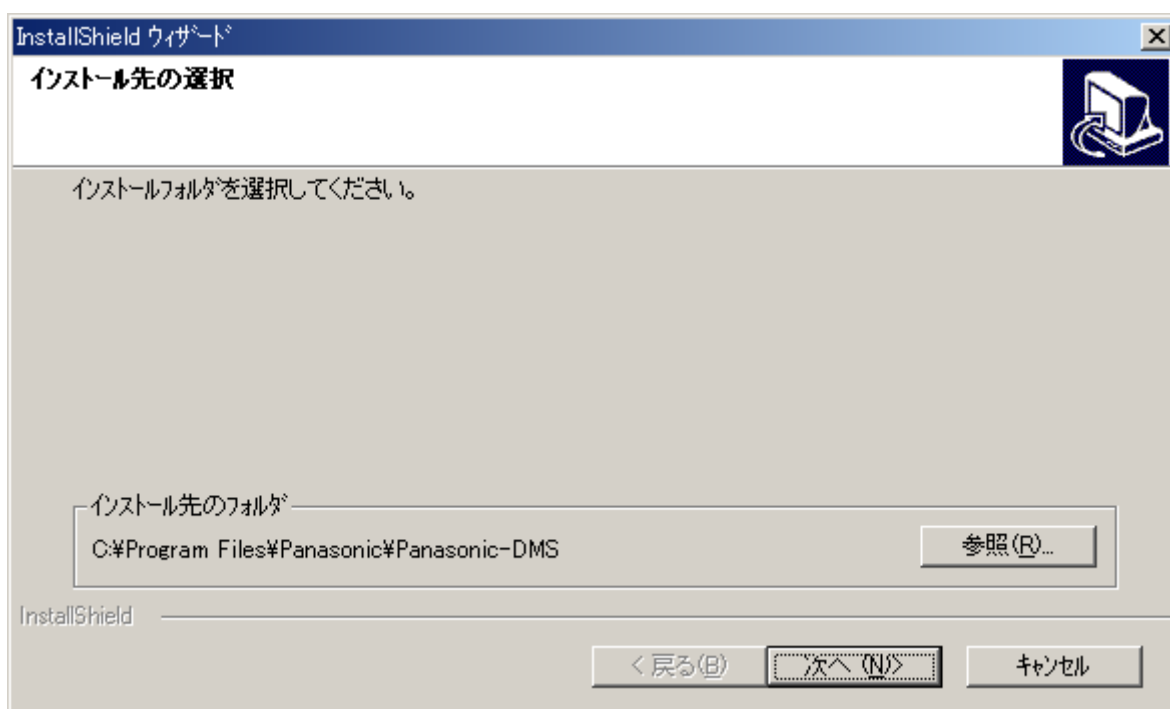 InstallShield ウィザード
インストール先の選択
インストールフォルダを選択してください。
インストール先のフォルダ
C:¥Program Files¥Panasonic¥Panasonic-DMS
参照(R)...
InstallShield
< 戻る(B)
次へ (N)>
キャンセル